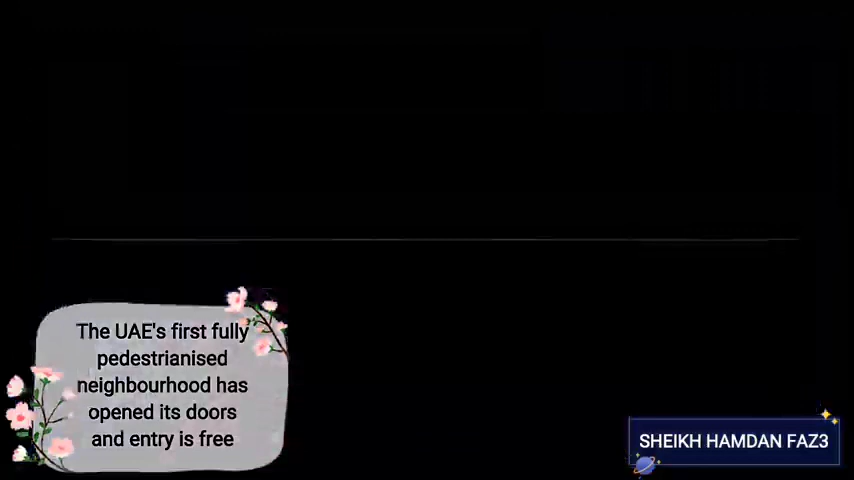 The UAE's first fully
pedestrianised
neighbourhood has
opened its doors
and entry is free
SHEIKH HAMDAN FAZ3